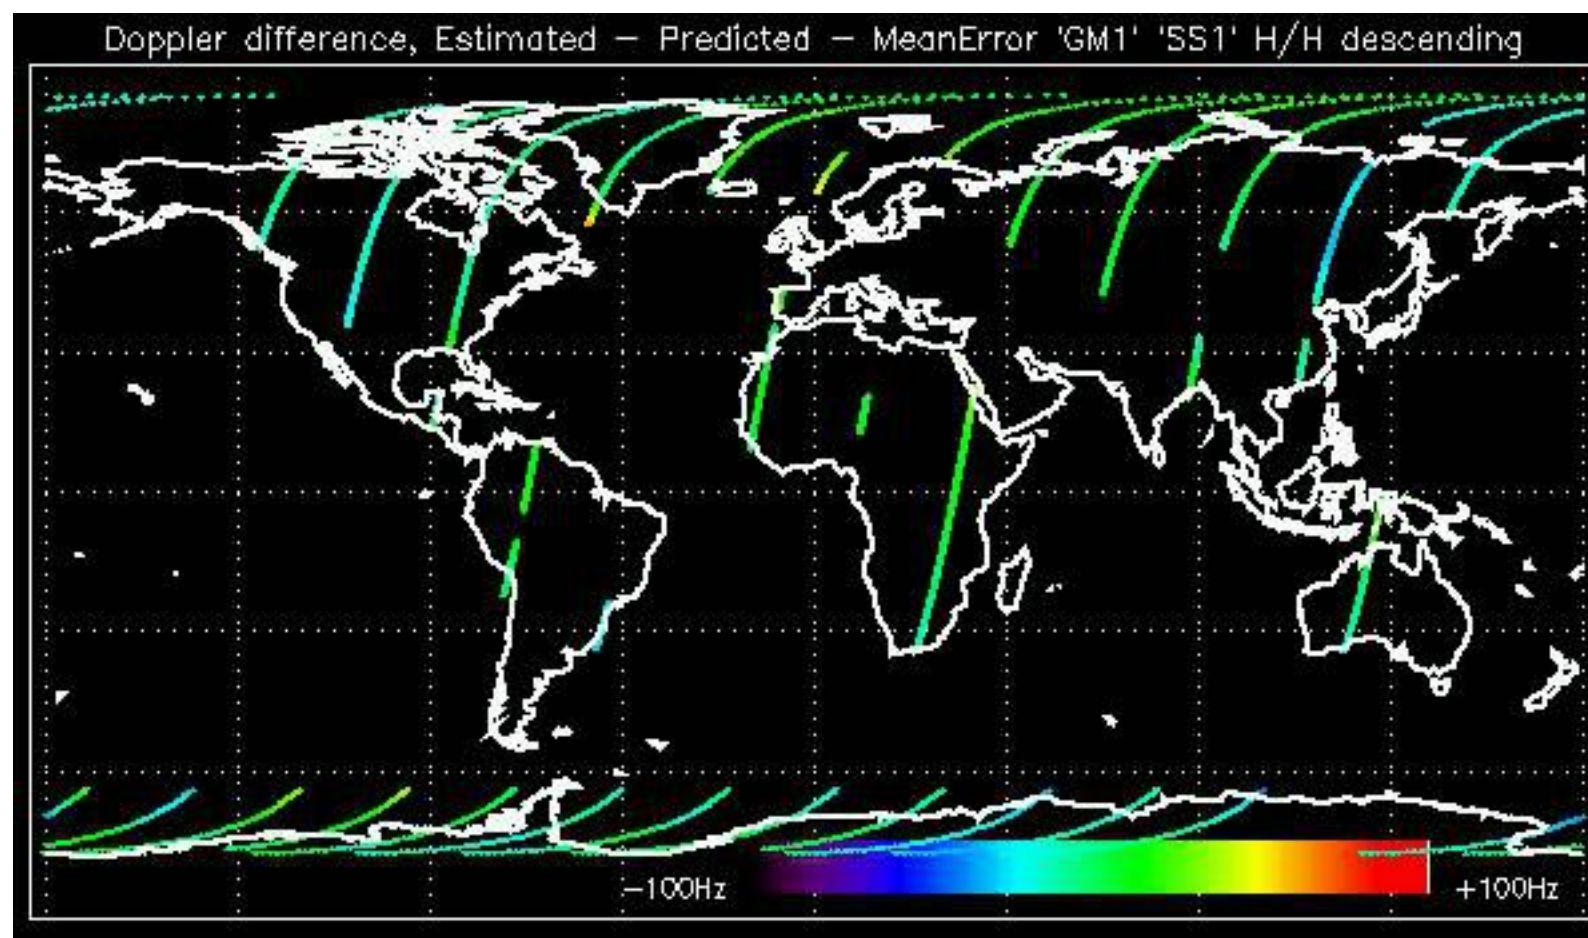 Doppler difference, Estimated – Predicted – MeanError 'GM1' 'SS1' H/H descending
–100Hz
+100Hz